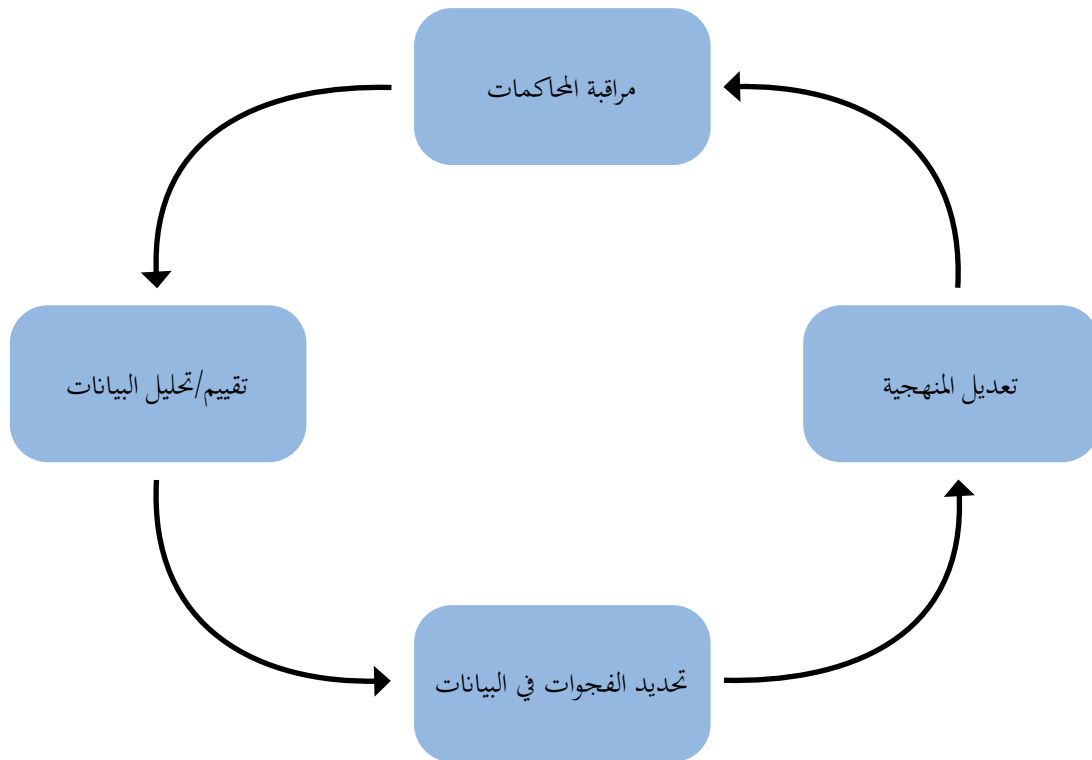 مراقبة المحاكمات
تعديل المنهجية
تقييم/تحليل البيانات
تحديد الفجوات في البيانات